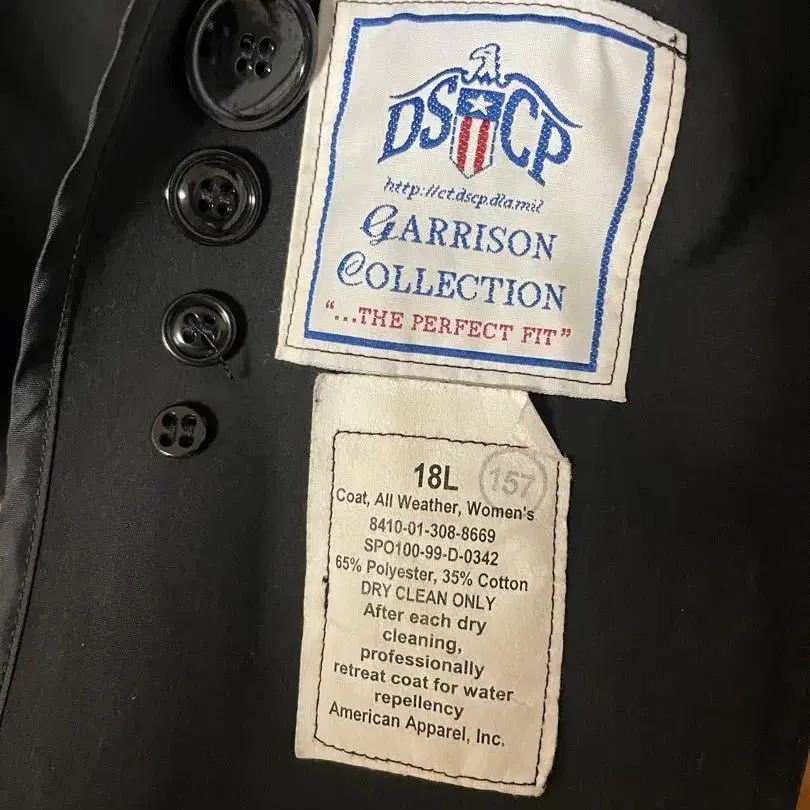 DSCP
http://ct.dscp.dla.mil
GARRISON
COLLECTION
"...THE PERFECT FIT"
18L 157
Coat, All Weather, Women's
8410-01-308-8669
SPO100-99-D-0342
65% Polyester, 35% Cotton
DRY CLEAN ONLY
After each dry
cleaning,
professionally
retreat coat for water
repellency
American Apparel, Inc.